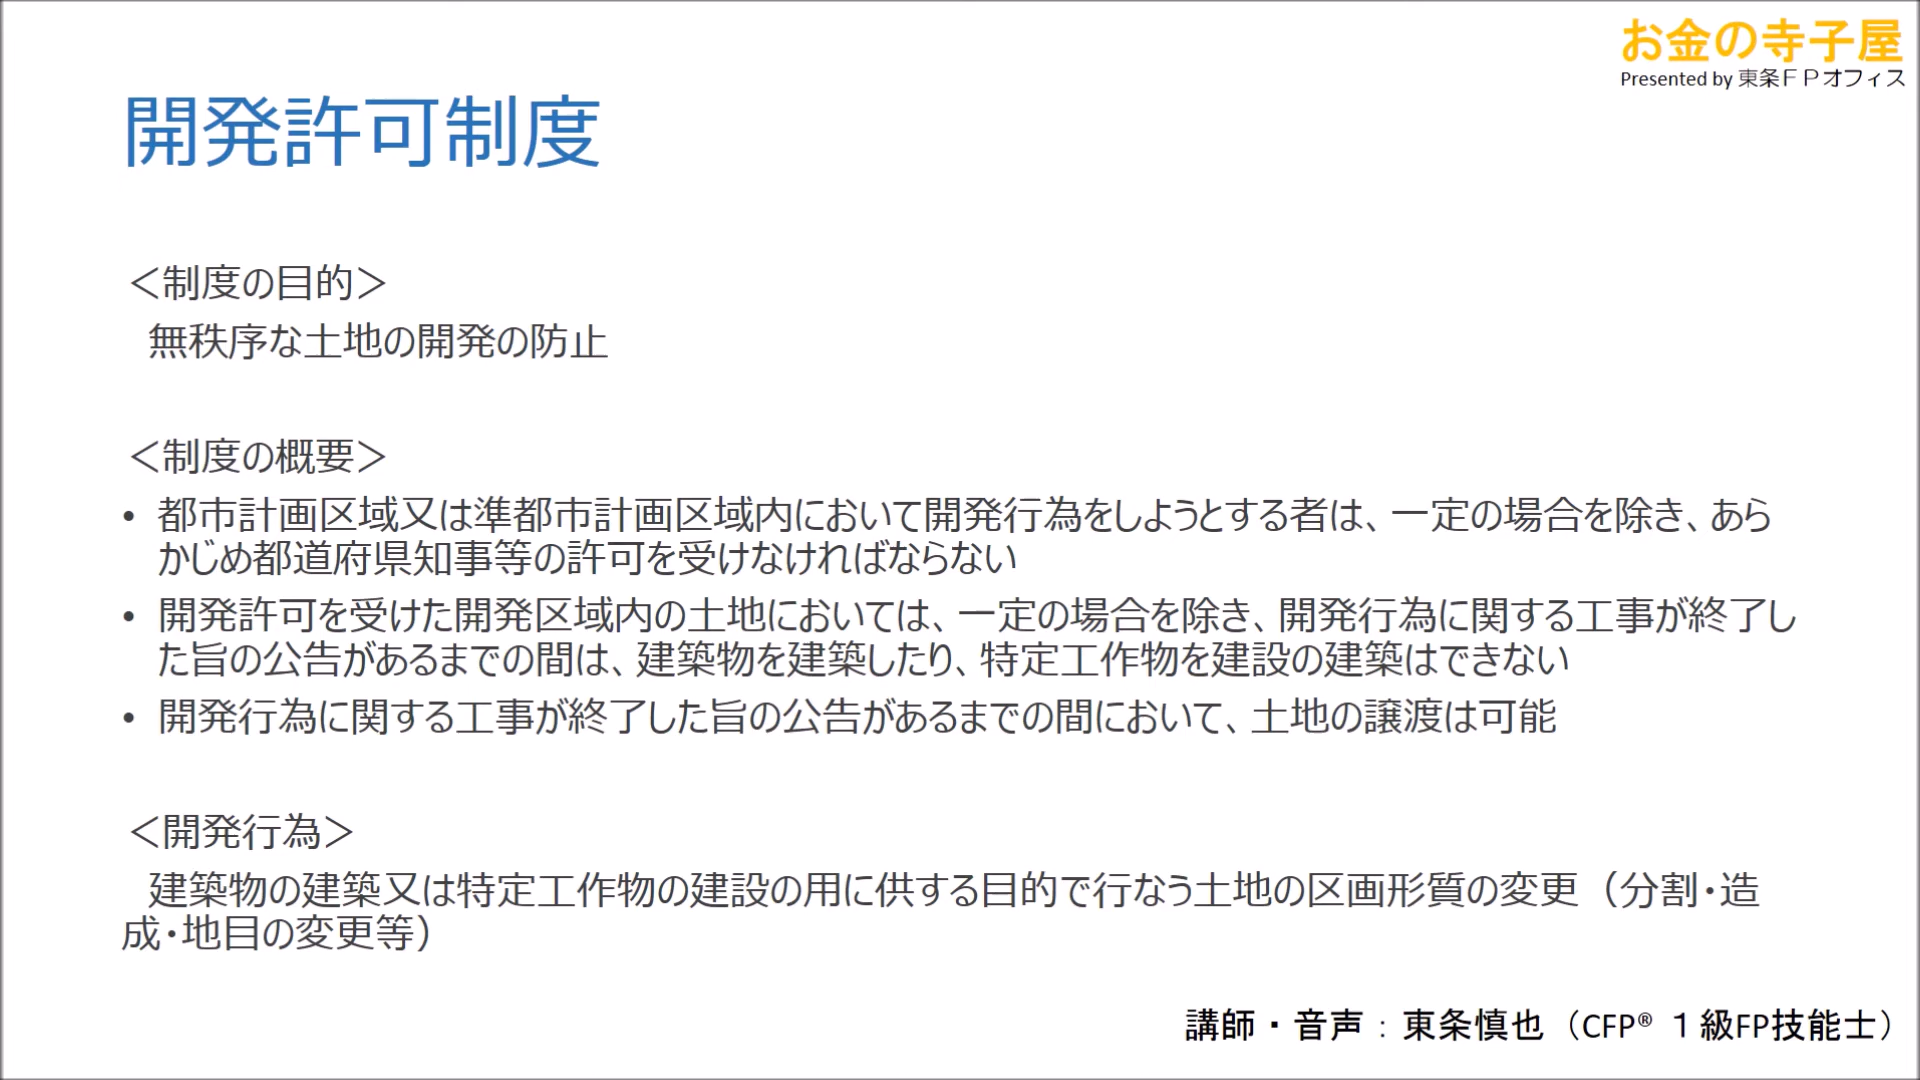 お金の寺子屋
Presented by 東条ＦＰオフィス
開発許可制度
＜制度の目的＞
無秩序な土地の開発の防止
＜制度の概要＞
• 都市計画区域又は準都市計画区域内において開発行為をしようとする者は、一定の場合を除き、あら
かじめ都道府県知事等の許可を受けなければならない
• 開発許可を受けた開発区域内の土地においては、一定の場合を除き、開発行為に関する工事が終了し
た旨の公告があるまでの間は、建築物を建築したり、特定工作物を建設の建築はできない
• 開発行為に関する工事が終了した旨の公告があるまでの間において、土地の譲渡は可能
＜開発行為＞
建築物の建築又は特定工作物の建設の用に供する目的で行なう土地の区画形質の変更（分割・造
成・地目の変更等）
講師・音声：東条慎也（CFP® １級FP技能士）